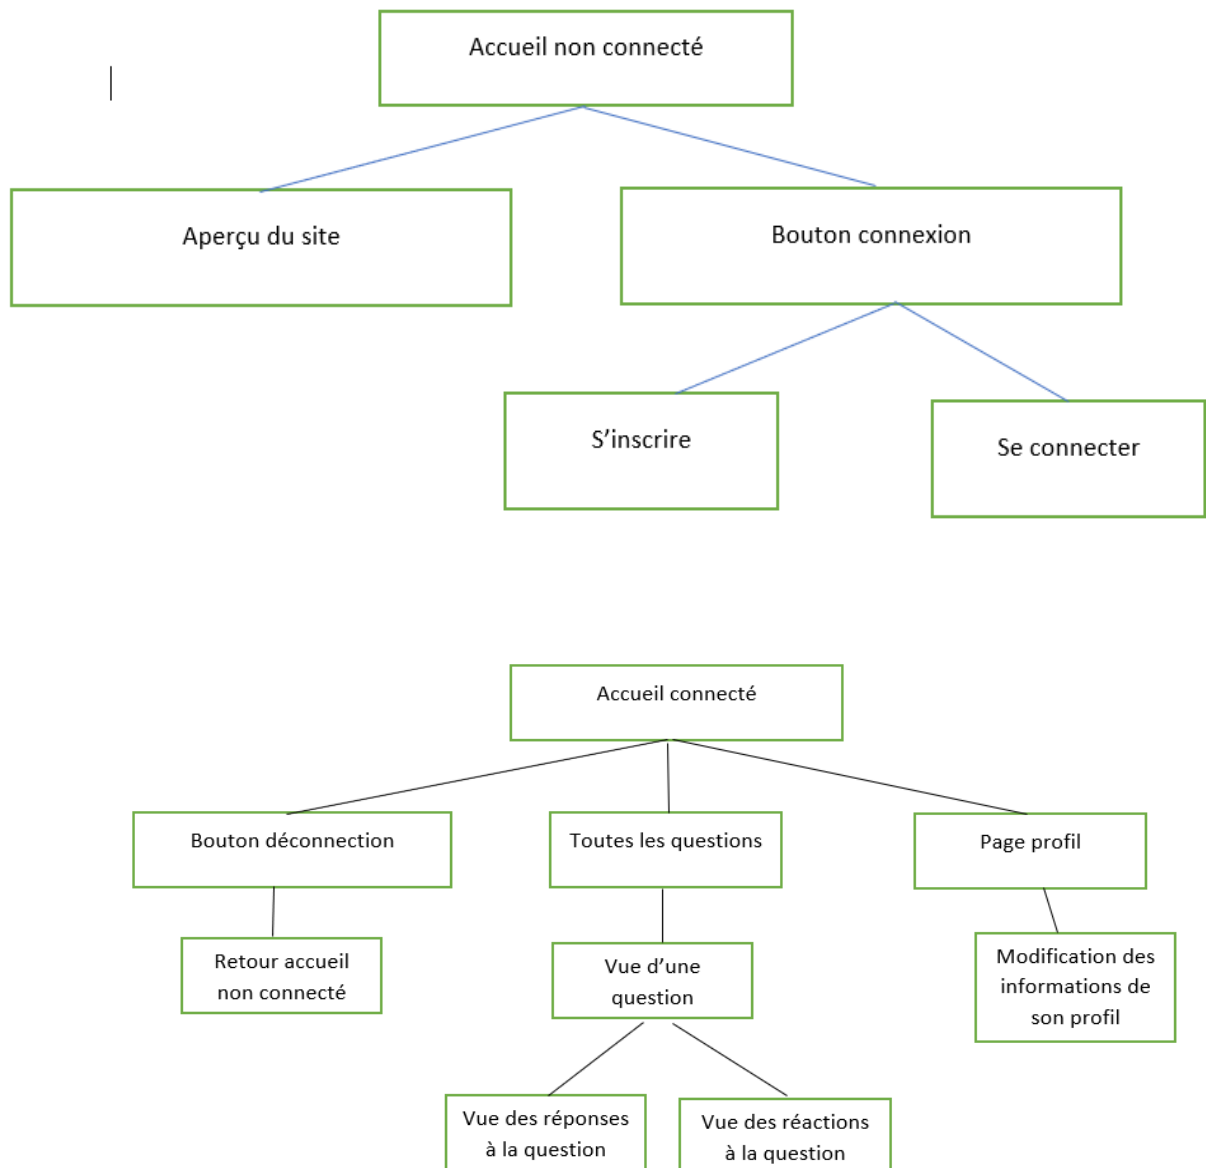 Accueil non connecté
Aperçu du site
Bouton connexion
S’inscrire
Se connecter
Accueil connecté
Bouton déconnection
Toutes les questions
Page profil
Retour accueil
non connecté
Vue d’une
question
Modification des
informations de
son profil
Vue des réponses
à la question
Vue des réactions
à la question